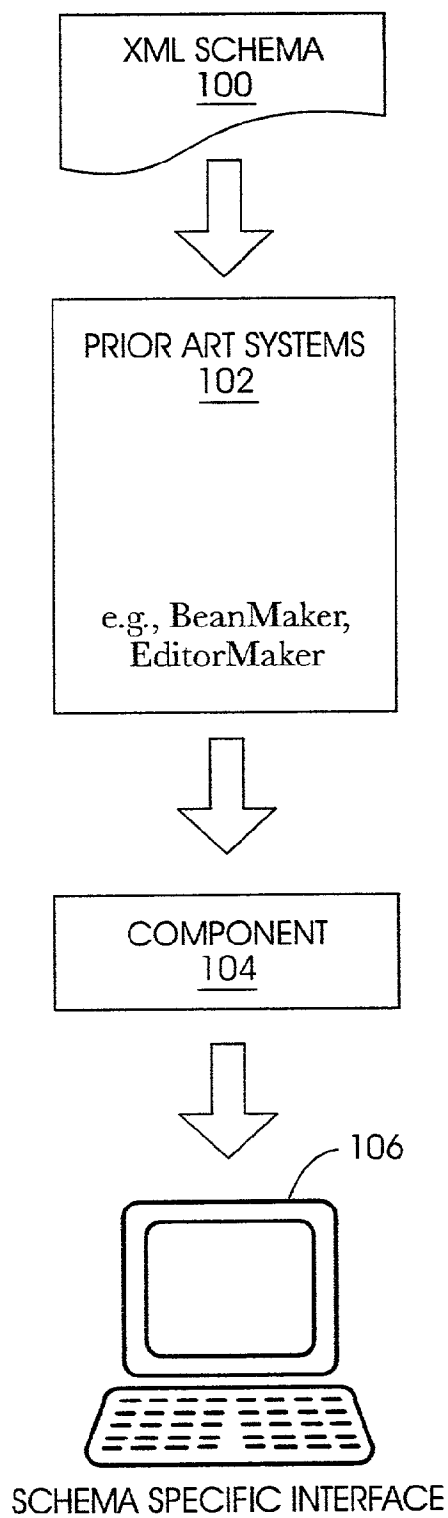 XML SCHEMA
100
PRIOR ART SYSTEMS
102
e.g., BeanMaker,
EditorMaker
COMPONENT
104
106
SCHEMA SPECIFIC INTERFACE